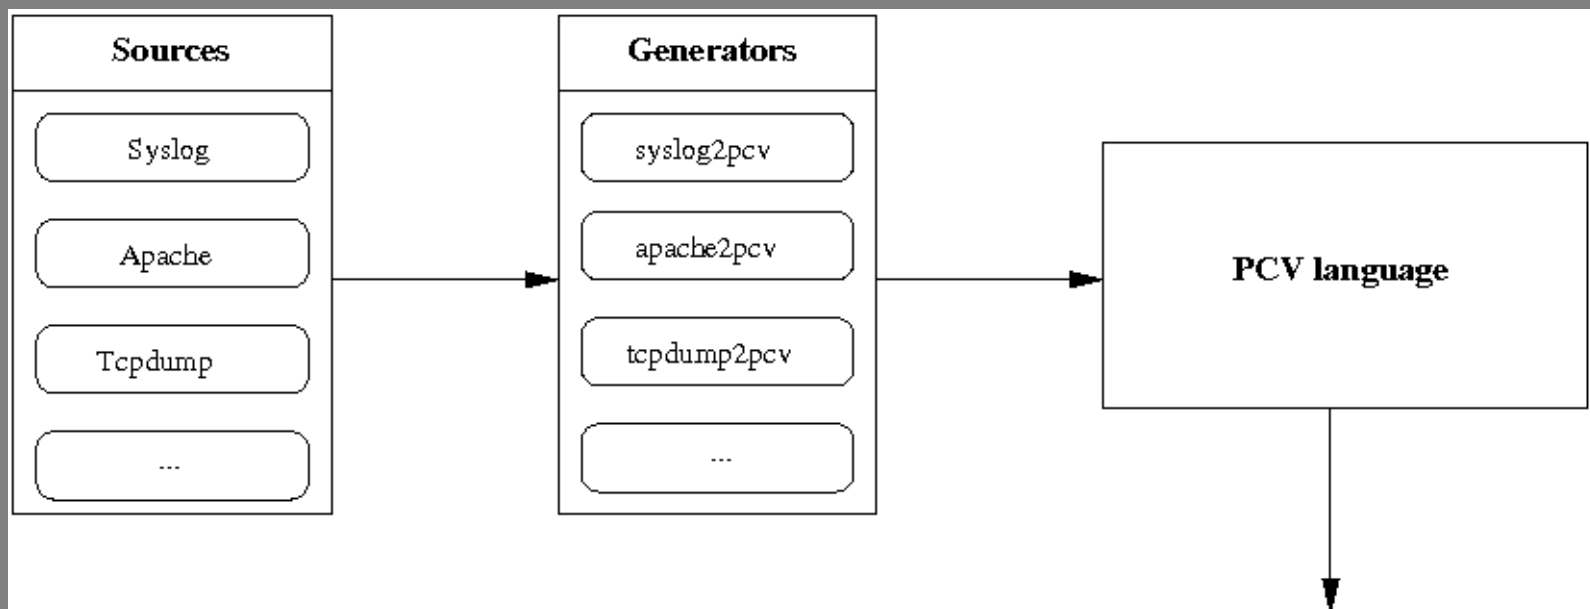 Sources
Syslog
Apache
Tcpdump
...
Generators
syslog2pcv
apache2pcv
tcpdump2pcv
...
PCV language